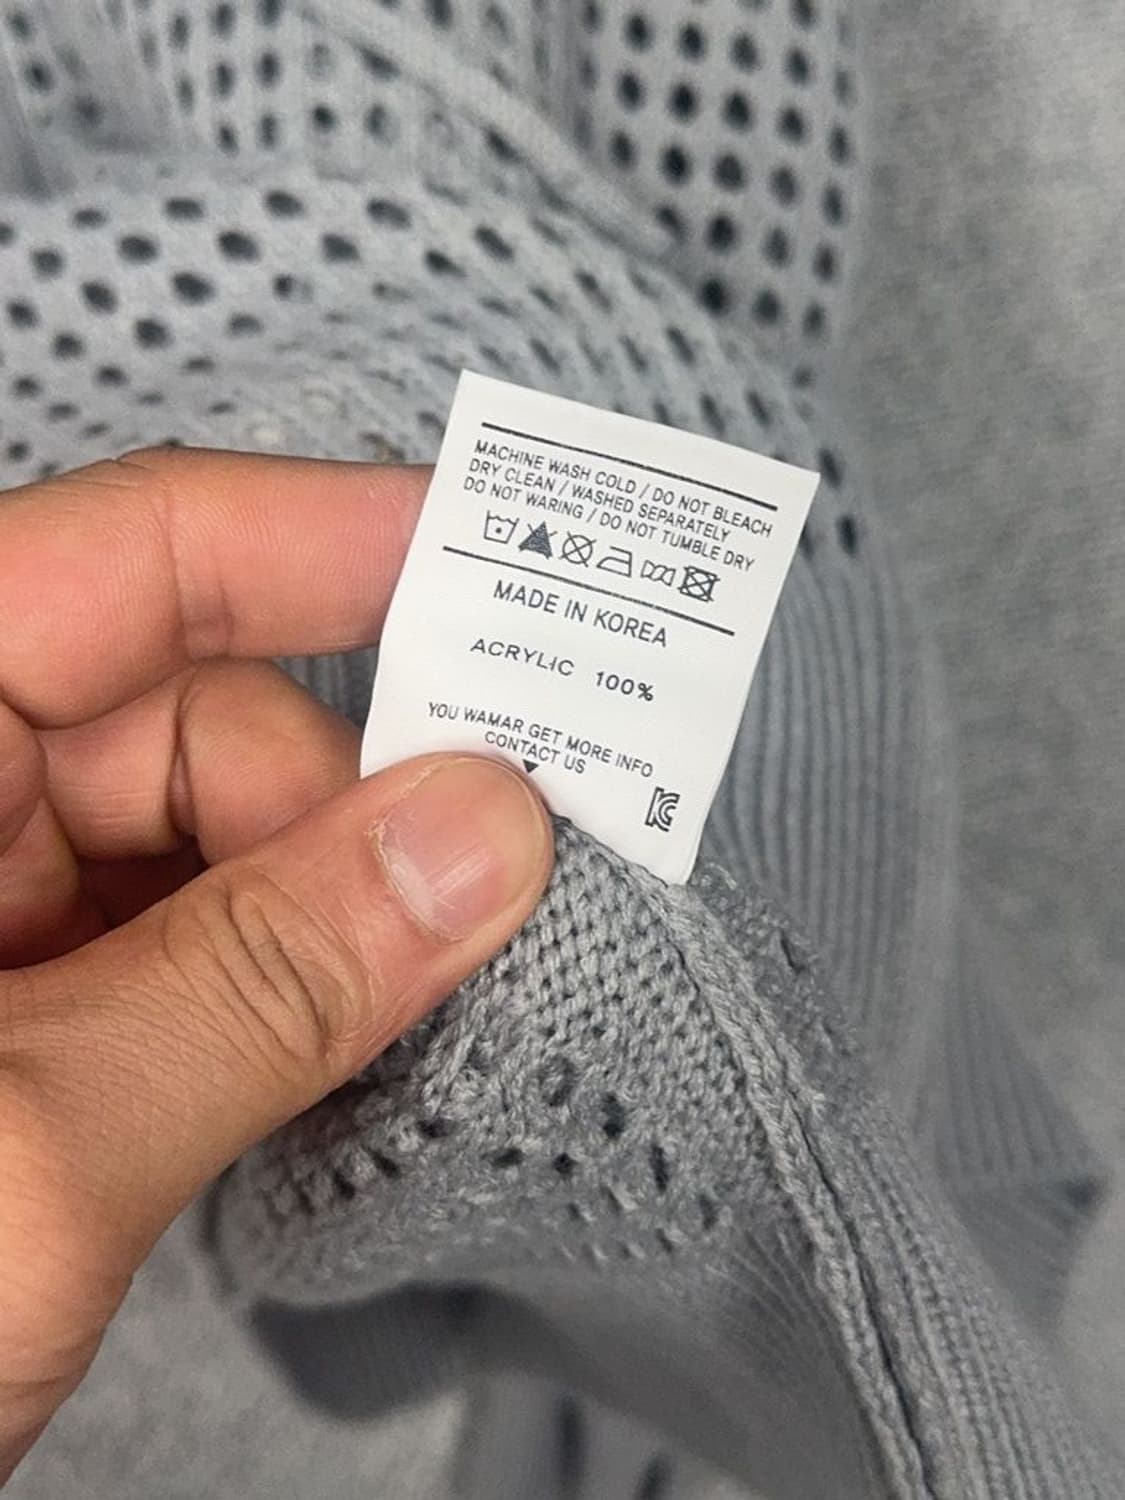 MACHINE WASH COLD / DO NOT BLEACH
DRY CLEAN / WASHED SEPARATELY
DO NOT WARING / DO NOT TUMBLE DRY
MADE IN KOREA
ACRYLIC 100%
YOU WAMAR GET MORE INFO
CONTACT US
KC